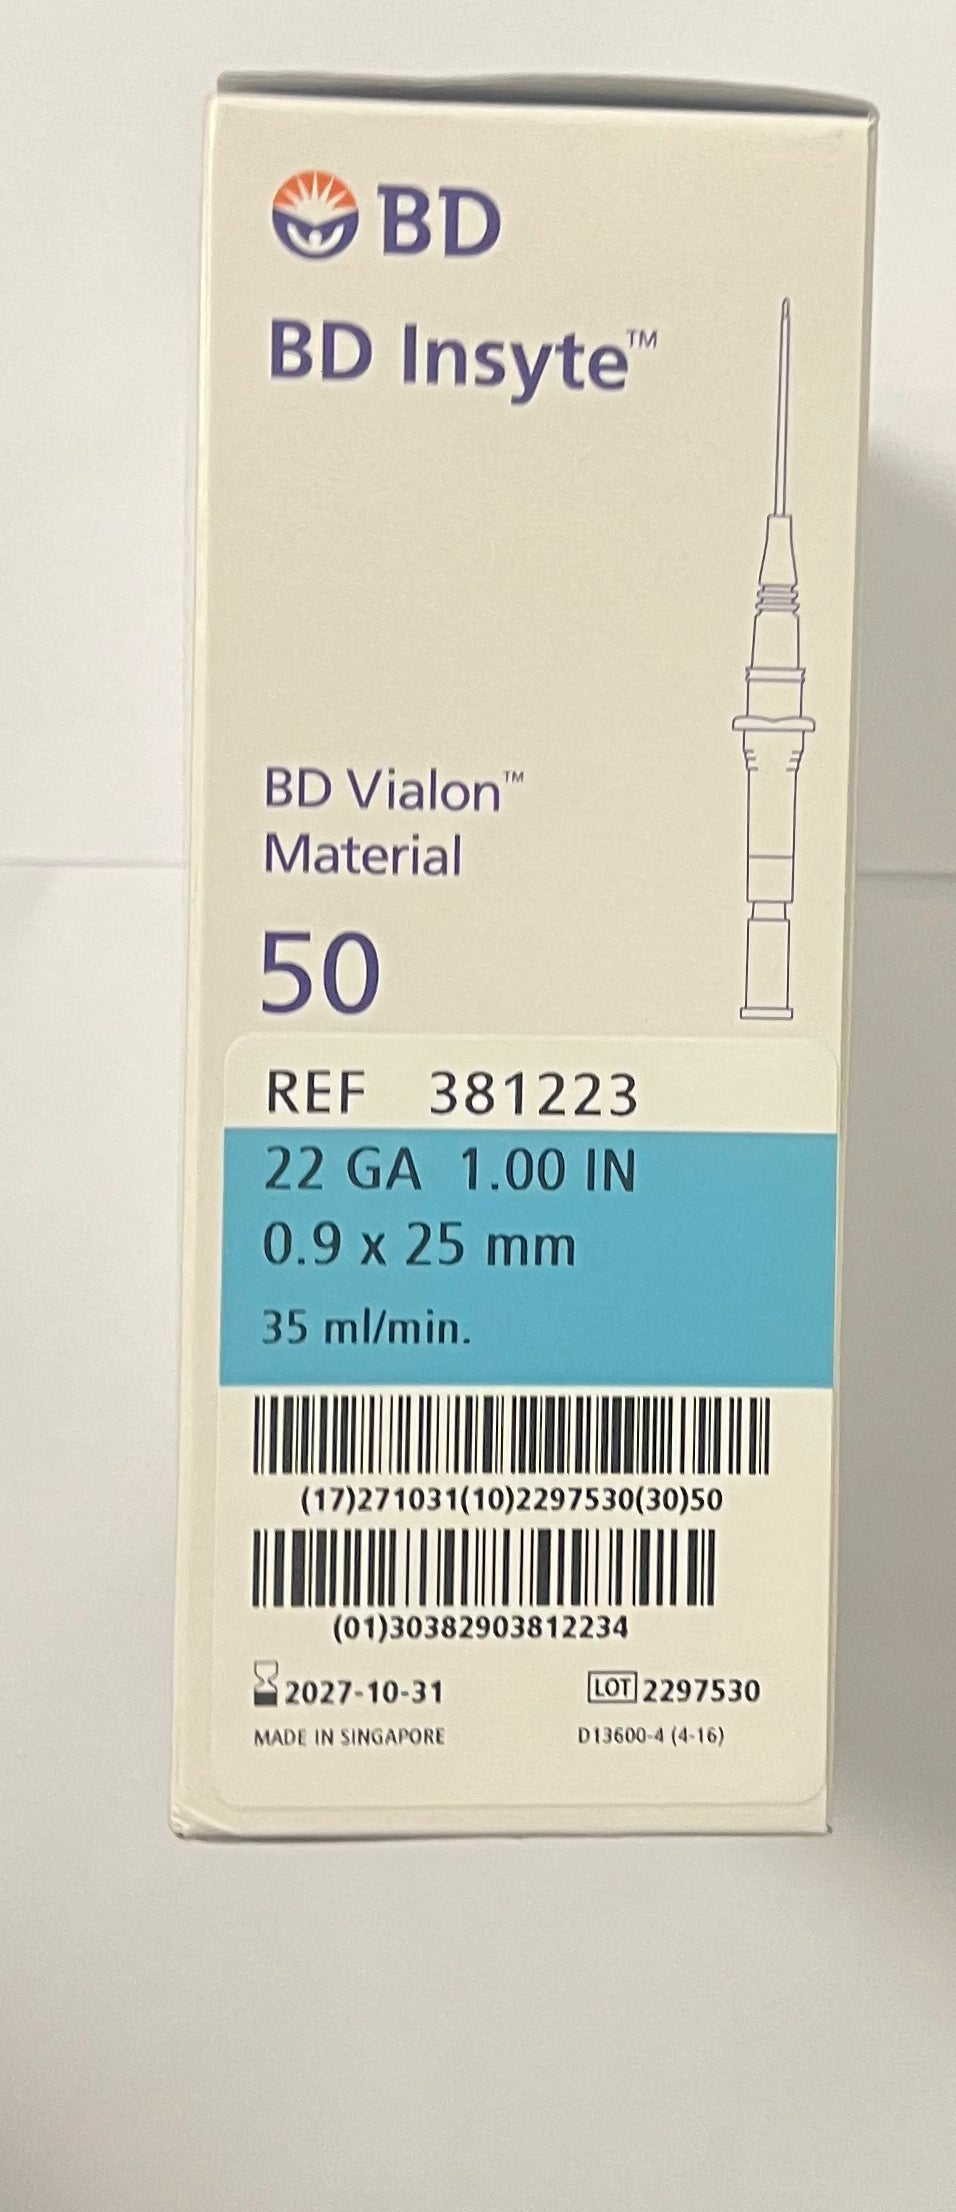 BD
BD Insyte™
BD Vialon™
Material
50
REF 381223
22 GA 1.00 IN
0.9 x 25 mm
35 ml/min.
(17)271031(10)2297530(30)50
(01)30382903812234
2027-10-31 LOT 2297530
MADE IN SINGAPORE D13600-4 (4-16)